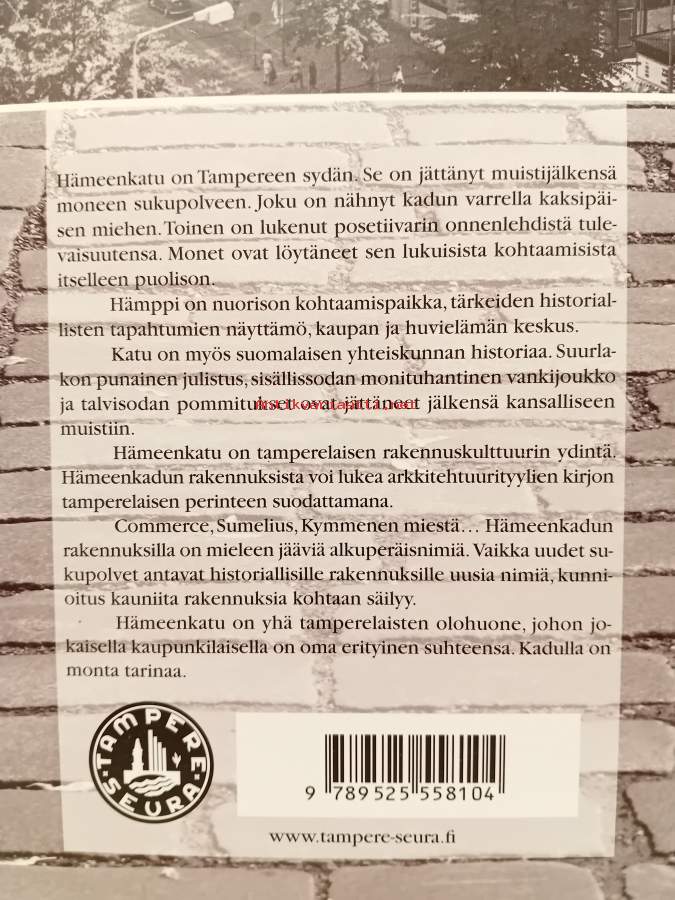 Hämeenkatu on Tampereen sydän. Se on jättänyt muistijälkensä
moneen sukupolveen. Joku on nähnyt kadun varrella kaksipäi-
sen miehen. Toinen on lukenut posetiivarin onnenlehdistä tule-
vaisuutensa. Monet ovat löytäneet sen lukuisista kohtaamisista
itselleen puolison.
Hämppi on nuorison kohtaamispaikka, tärkeiden historial-
listen tapahtumien näyttämö, kaupan ja huvielämän keskus.
Katu on myös suomalaisen yhteiskunnan historiaa. Suurla-
kon punainen julistus, sisällissodan monituhantinen vankijoukko
ja talvisodan pommitukset ovat jättäneet jälkensä kansalliseen
muistiin.
Hämeenkatu on tamperelaisen rakennuskulttuurin ydintä.
Hämeenkadun rakennuksista voi lukea arkkitehtuurityylien kirjon
tamperelaisen perinteen suodattamana.
Commerce, Sumelius, Kymmenen miestä... Hämeenkadun
rakennuksilla on mieleen jääviä alkuperäisnimiä. Vaikka uudet su-
kupolvet antavat historiallisille rakennuksille uusia nimiä, kunni-
oitus kauniita rakennuksia kohtaan säilyy.
Hämeenkatu on yhä tamperelaisten olohuone, johon jo-
kaisella kaupunkilaisella on oma erityinen suhteensa. Kadulla on
monta tarinaa.
TAMPERE-SEURA
9 789525 558104
www.tampere-seura.fi